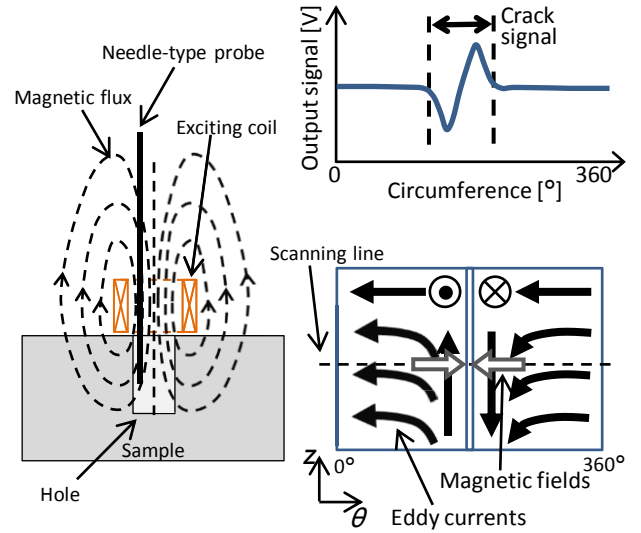 Needle-type probe
Magnetic flux
Exciting coil
Sample
Hole
Output signal [V]
Crack
signal
0
360
Circumference [°]
Scanning line
0°
360°
z
θ
Magnetic fields
Eddy currents